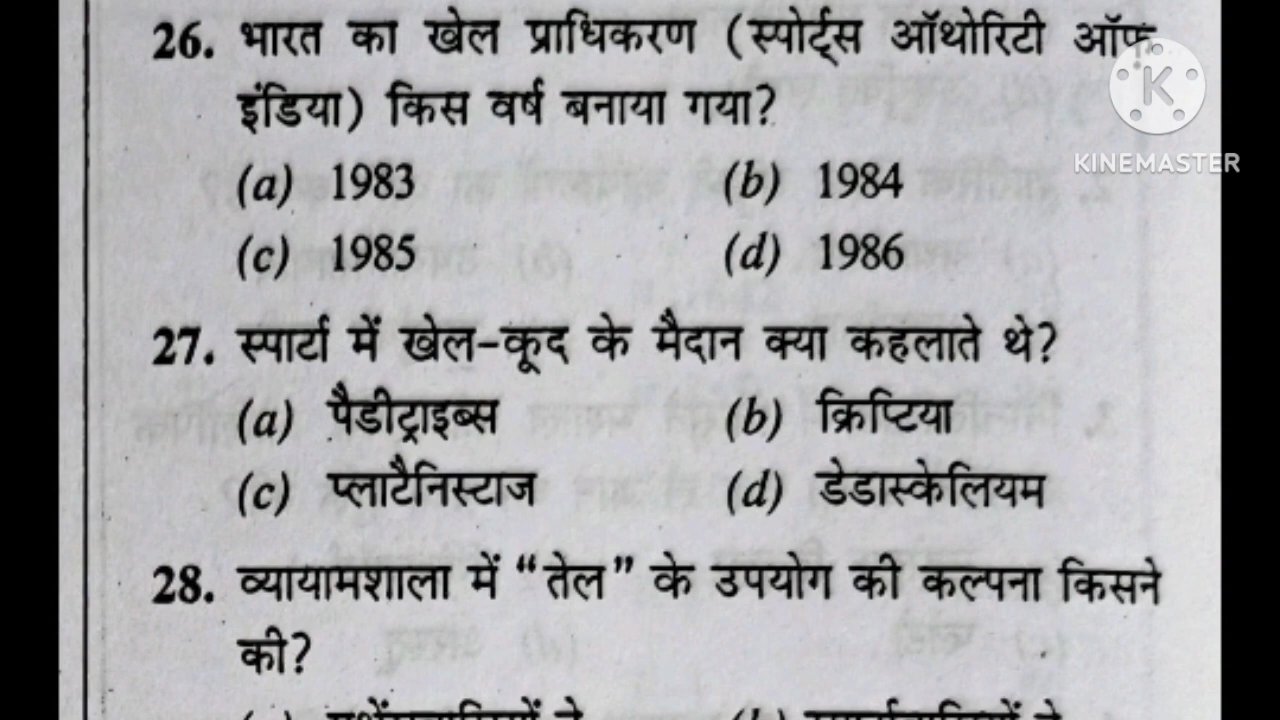 26. भारत का खेल प्राधिकरण (स्पोर्ट्स ऑथोरिटी ऑफ
इंडिया) किस वर्ष बनाया गया?
(a) 1983 (b) 1984
(c) 1985 (d) 1986
27. स्पार्टा में खेल-कूद के मैदान क्या कहलाते थे?
(a) पैडीट्राइब्स (b) क्रिप्टिया
(c) प्लाटैनिस्टाज (d) डेडास्केलियम
28. व्यायामशाला में “तेल” के उपयोग की कल्पना किसने
की?
K
KINEMASTER